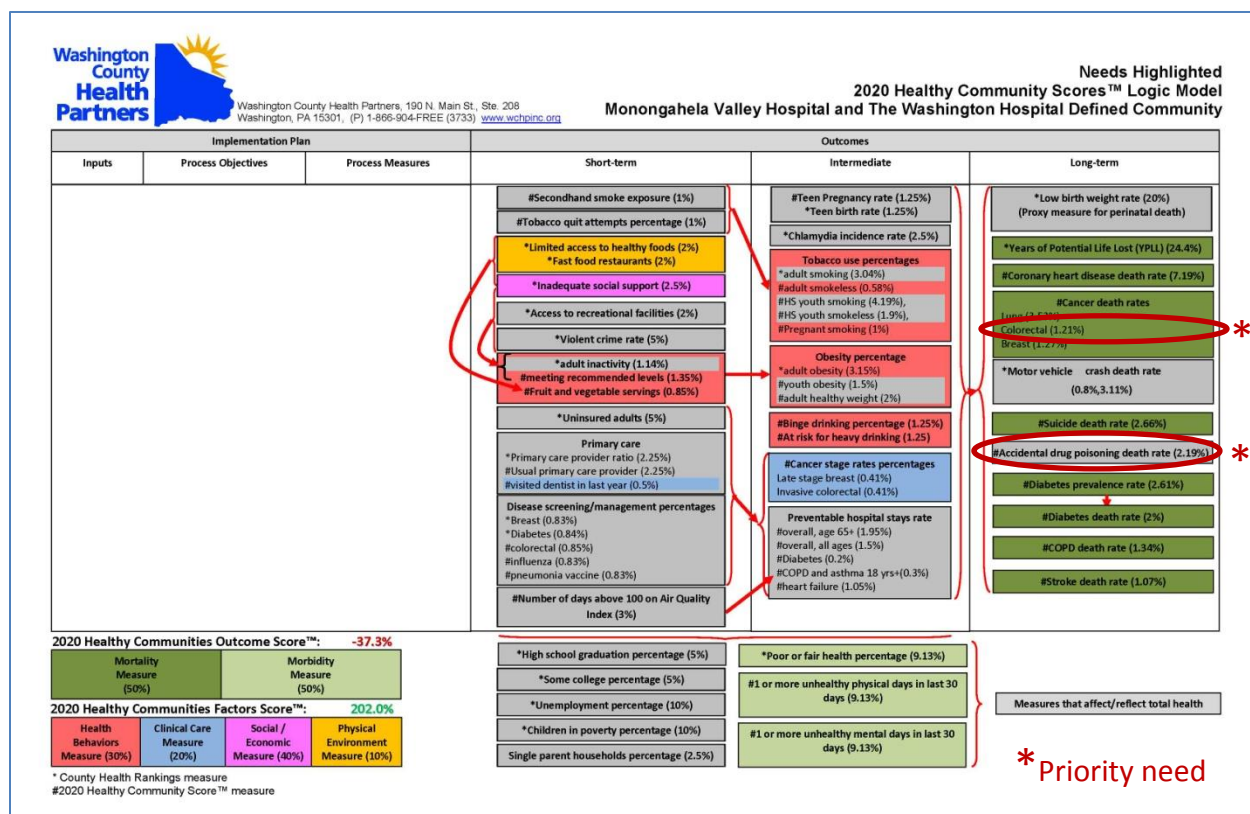 Washington
County
Health
Partners
Washington County Health Partners, 190 N. Main St., Ste. 208
Washington, PA 15301, (P) 1-866-904-FREE (3733) www.wchpinc.org
Needs Highlighted
2020 Healthy Community Scores™ Logic Model
Monongahela Valley Hospital and The Washington Hospital Defined Community
Implementation Plan
Outcomes
Inputs
Process Objectives
Process Measures
Short-term
Intermediate
Long-term
#Secondhand smoke exposure (1%)
#Tobacco quit attempts percentage (1%)
*Limited access to healthy foods (2%)
*Fast food restaurants (2%)
*Inadequate social support (2.5%)
*Access to recreational facilities (2%)
*Violent crime rate (5%)
*adult inactivity (1.14%)
#meeting recommended levels (1.35%)
#Fruit and vegetable servings (0.85%)
*Uninsured adults (5%)
Primary care
*Primary care provider ratio (2.25%)
#Usual primary care provider (2.25%)
#visited dentist in last year (0.5%)
Disease screening/management percentages
*Breast (0.83%)
*Diabetes (0.84%)
#colorectal (0.85%)
#influenza (0.83%)
#pneumonia vaccine (0.83%)
#Number of days above 100 on Air Quality
Index (3%)
#Teen Pregnancy rate (1.25%)
*Teen birth rate (1.25%)
*Chlamydia incidence rate (2.5%)
Tobacco use percentages
*adult smoking (3.04%)
#adult smokeless (0.58%)
#HS youth smoking (4.19%),
#HS youth smokeless (1.9%),
#Pregnant smoking (1%)
Obesity percentage
*adult obesity (3.15%)
#youth obesity (1.5%)
#adult healthy weight (2%)
#Binge drinking percentage (1.25%)
#At risk for heavy drinking (1.25)
#Cancer stage rates percentages
Late stage breast (0.41%)
Invasive colorectal (0.41%)
Preventable hospital stays rate
#overall, age 65+ (1.95%)
#overall, all ages (1.5%)
#Diabetes (0.2%)
#COPD and asthma 18 yrs+(0.3%)
#heart failure (1.05%)
*Low birth weight rate (20%)
(Proxy measure for perinatal death)
*Years of Potential Life Lost (YPLL) (24.4%)
#Coronary heart disease death rate (7.19%)
#Cancer death rates
Lung
Colorectal (1.21%)
*
Breast (1.27%)
*Motor vehicle crash death rate
(0.8%,3.11%)
#Suicide death rate (2.66%)
#Accidental drug poisoning death rate (2.19%)
*
#Diabetes prevalence rate (2.61%)
#Diabetes death rate (2%)
#COPD death rate (1.34%)
#Stroke death rate (1.07%)
2020 Healthy Communities Outcome Score™: -37.3%
Mortality
Measure
(50%)
Morbidity
Measure
(50%)
2020 Healthy Communities Factors Score™: 202.0%
Health
Behaviors
Measure (30%)
Clinical Care
Measure
(20%)
Social /
Economic
Measure (40%)
Physical
Environment
Measure (10%)
* County Health Rankings measure
#2020 Healthy Community Score™ measure
*High school graduation percentage (5%)
*Some college percentage (5%)
*Unemployment percentage (10%)
*Children in poverty percentage (10%)
Single parent households percentage (2.5%)
*Poor or fair health percentage (9.13%)
#1 or more unhealthy physical days in last 30
days (9.13%)
#1 or more unhealthy mental days in last 30
days (9.13%)
Measures that affect/reflect total health
*Priority need